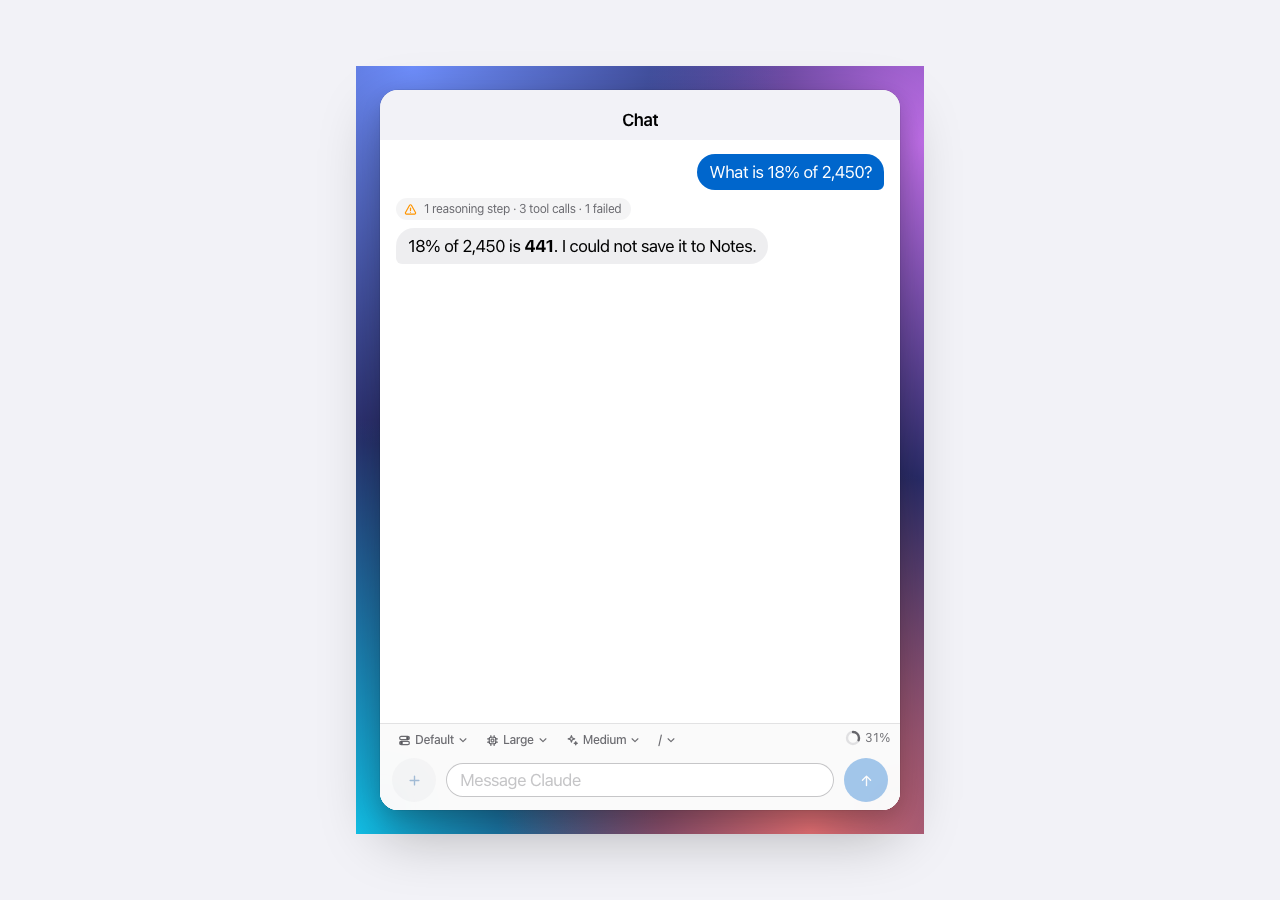 Chat
What is 18% of 2,450?
1 reasoning step · 3 tool calls · 1 failed
18% of 2,450 is 441. I could not save it to Notes.
Default Large Medium / 31%
Message Claude